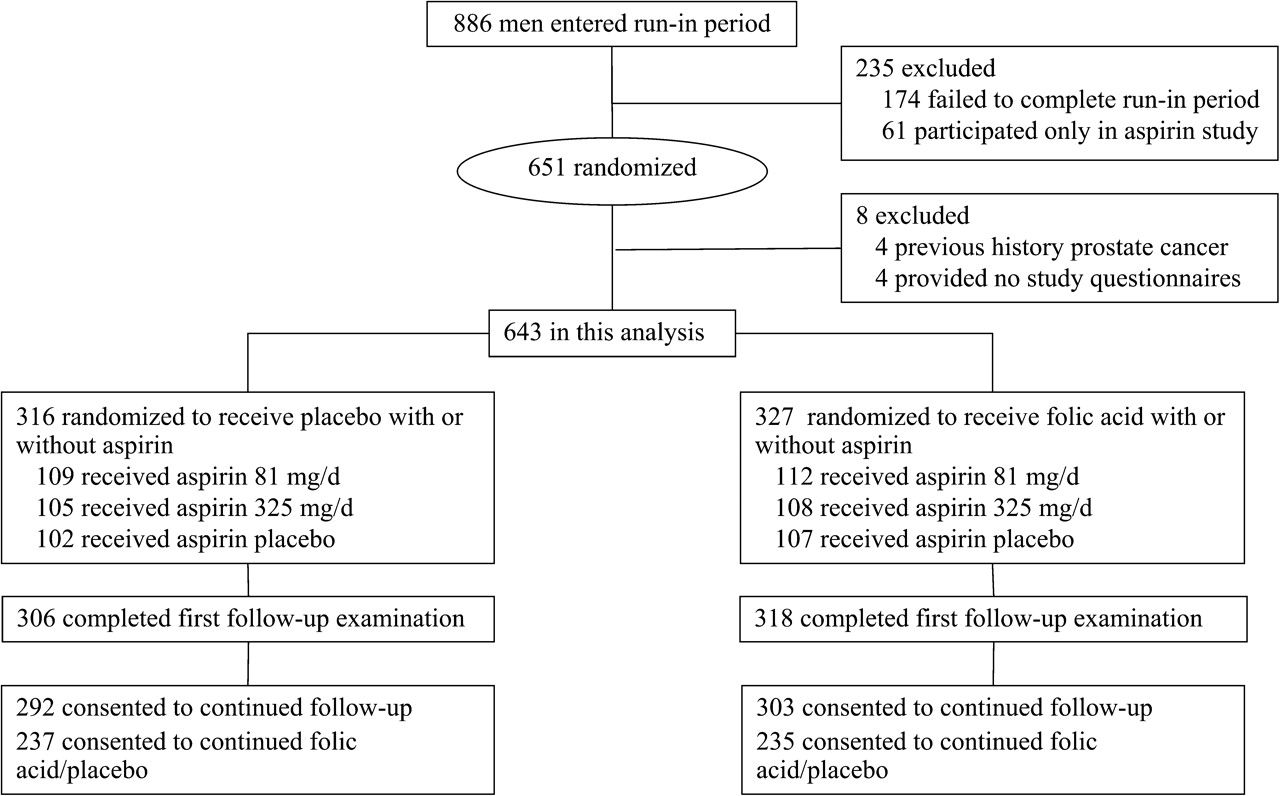 886 men entered run-in period
235 excluded
174 failed to complete run-in period
61 participated only in aspirin study
651 randomized
8 excluded
4 previous history prostate cancer
4 provided no study questionnaires
643 in this analysis
316 randomized to receive placebo with or
without aspirin
109 received aspirin 81 mg/d
105 received aspirin 325 mg/d
102 received aspirin placebo
327 randomized to receive folic acid with or
without aspirin
112 received aspirin 81 mg/d
108 received aspirin 325 mg/d
107 received aspirin placebo
306 completed first follow-up examination
318 completed first follow-up examination
292 consented to continued follow-up
237 consented to continued folic
acid/placebo
303 consented to continued follow-up
235 consented to continued folic
acid/placebo